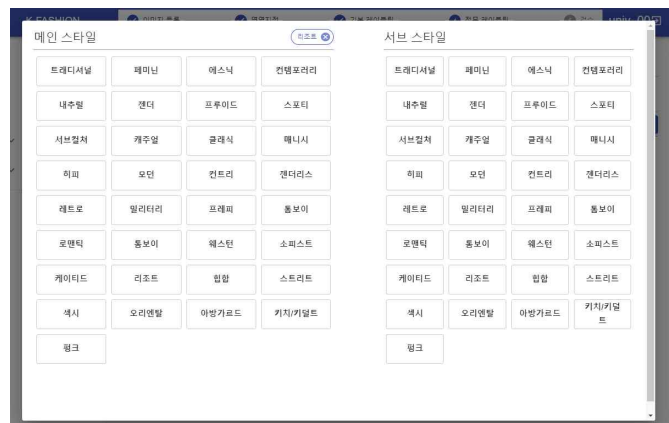 K FASHION
메인 스타일
리조트
서브 스타일
트래디셔널 페미닌 에스닉 컨템포러리
트래디셔널 페미닌 에스닉 컨템포러리
내추럴 젠더 프루이드 스포티
내추럴 젠더 프루이드 스포티
서브컬쳐 캐주얼 클래식 매니시
서브컬쳐 캐주얼 클래식 매니시
히피 모던 컨트리 젠더리스
히피 모던 컨트리 젠더리스
레트로 밀리터리 프레피 톰보이
레트로 밀리터리 프레피 톰보이
로맨틱 톰보이 웨스턴 소피스트
로맨틱 톰보이 웨스턴 소피스트
케이티드 리조트 힙합 스트리트
케이티드 리조트 힙합 스트리트
섹시 오리엔탈 아방가르드 키치/키덜트
섹시 오리엔탈 아방가르드 키치/키덜
트
펑크
펑크